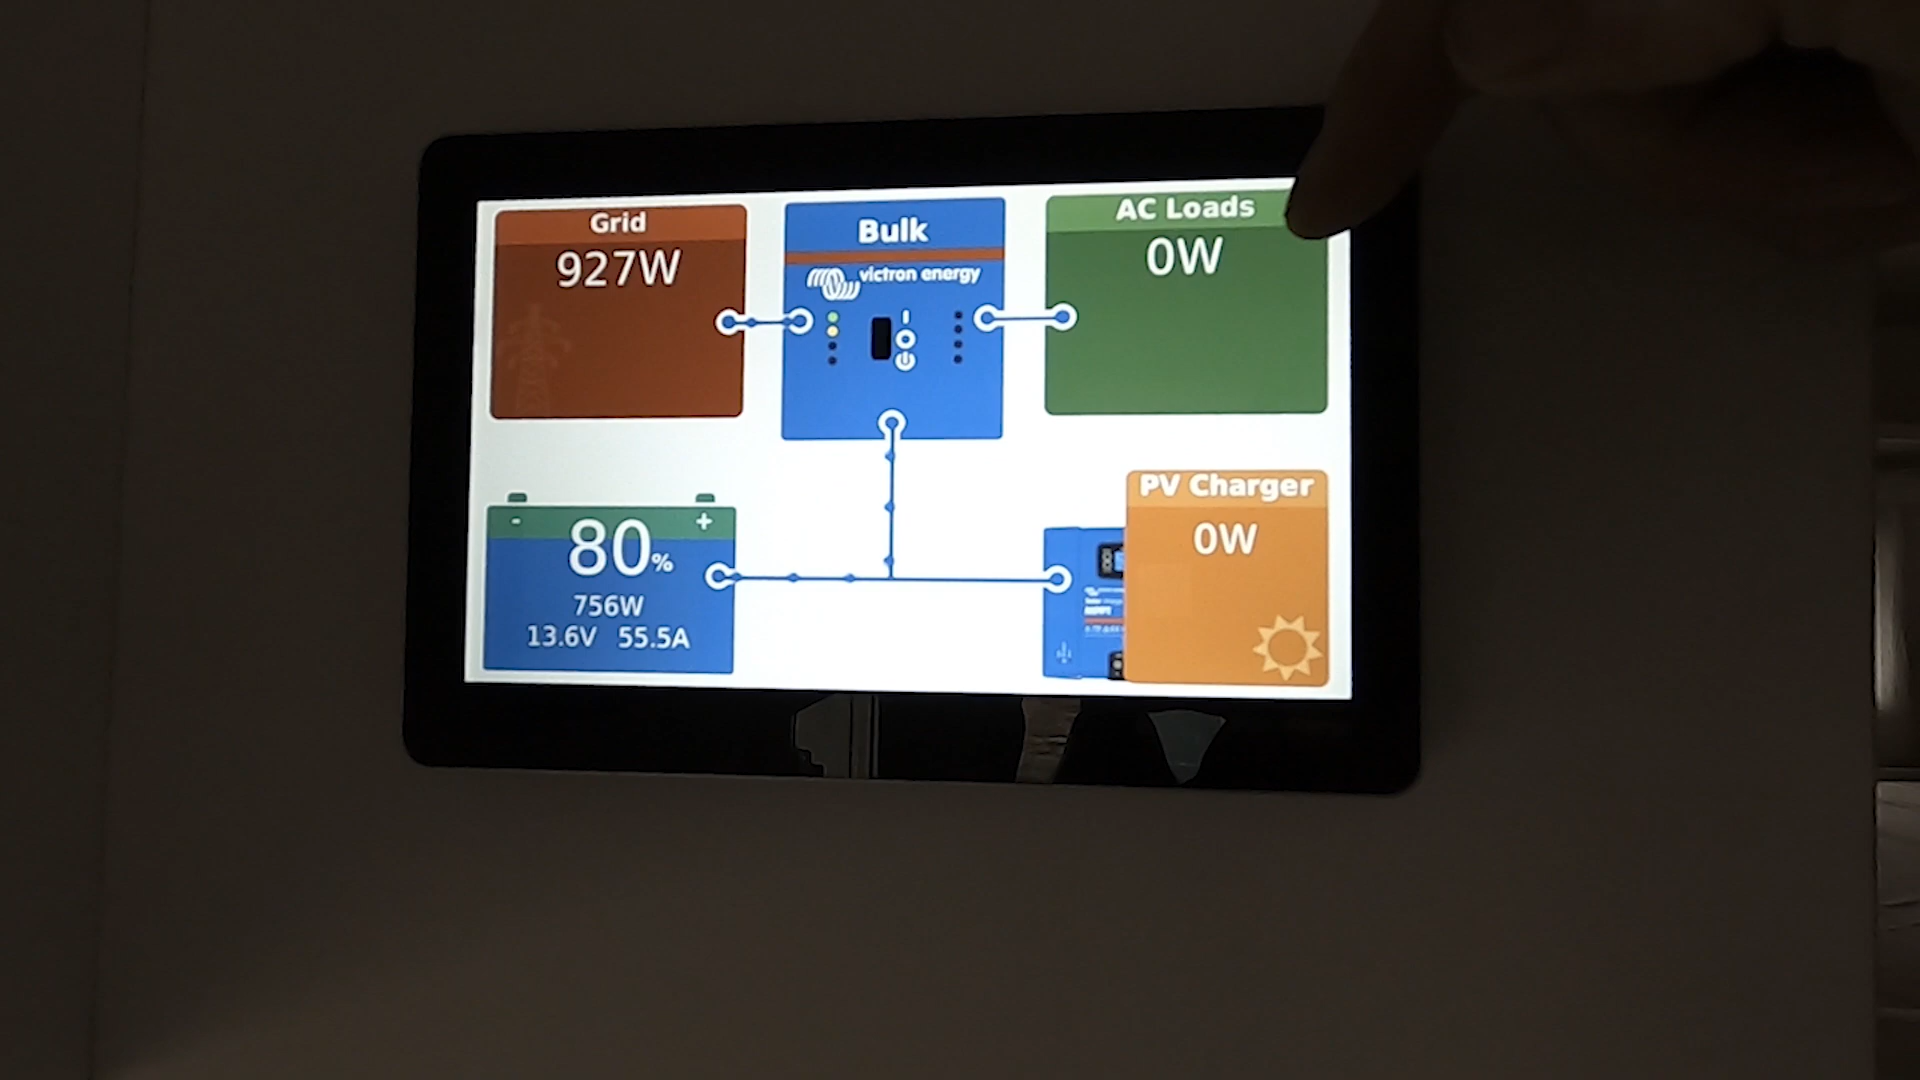 Grid
927W
Bulk
victron energy
AC Loads
0W
- +
80%
756W
13.6V 55.5A
PV Charger
0W